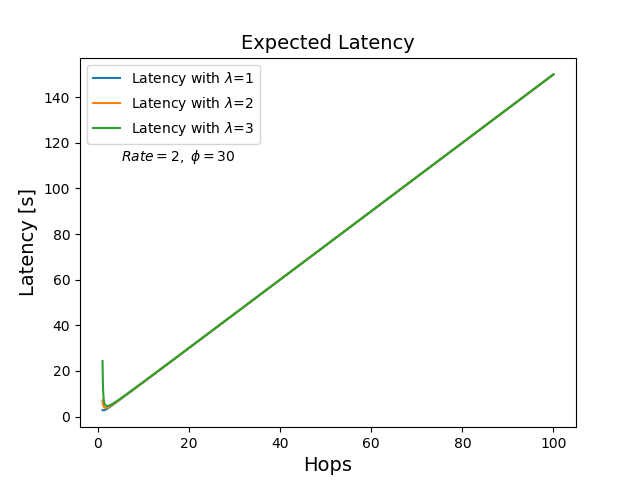 Expected Latency
Latency with λ=1
Latency with λ=2
Latency with λ=3
Rate = 2, ϕ = 30
Latency [s]
140
120
100
80
60
40
20
0
0 20 40 60 80 100
Hops